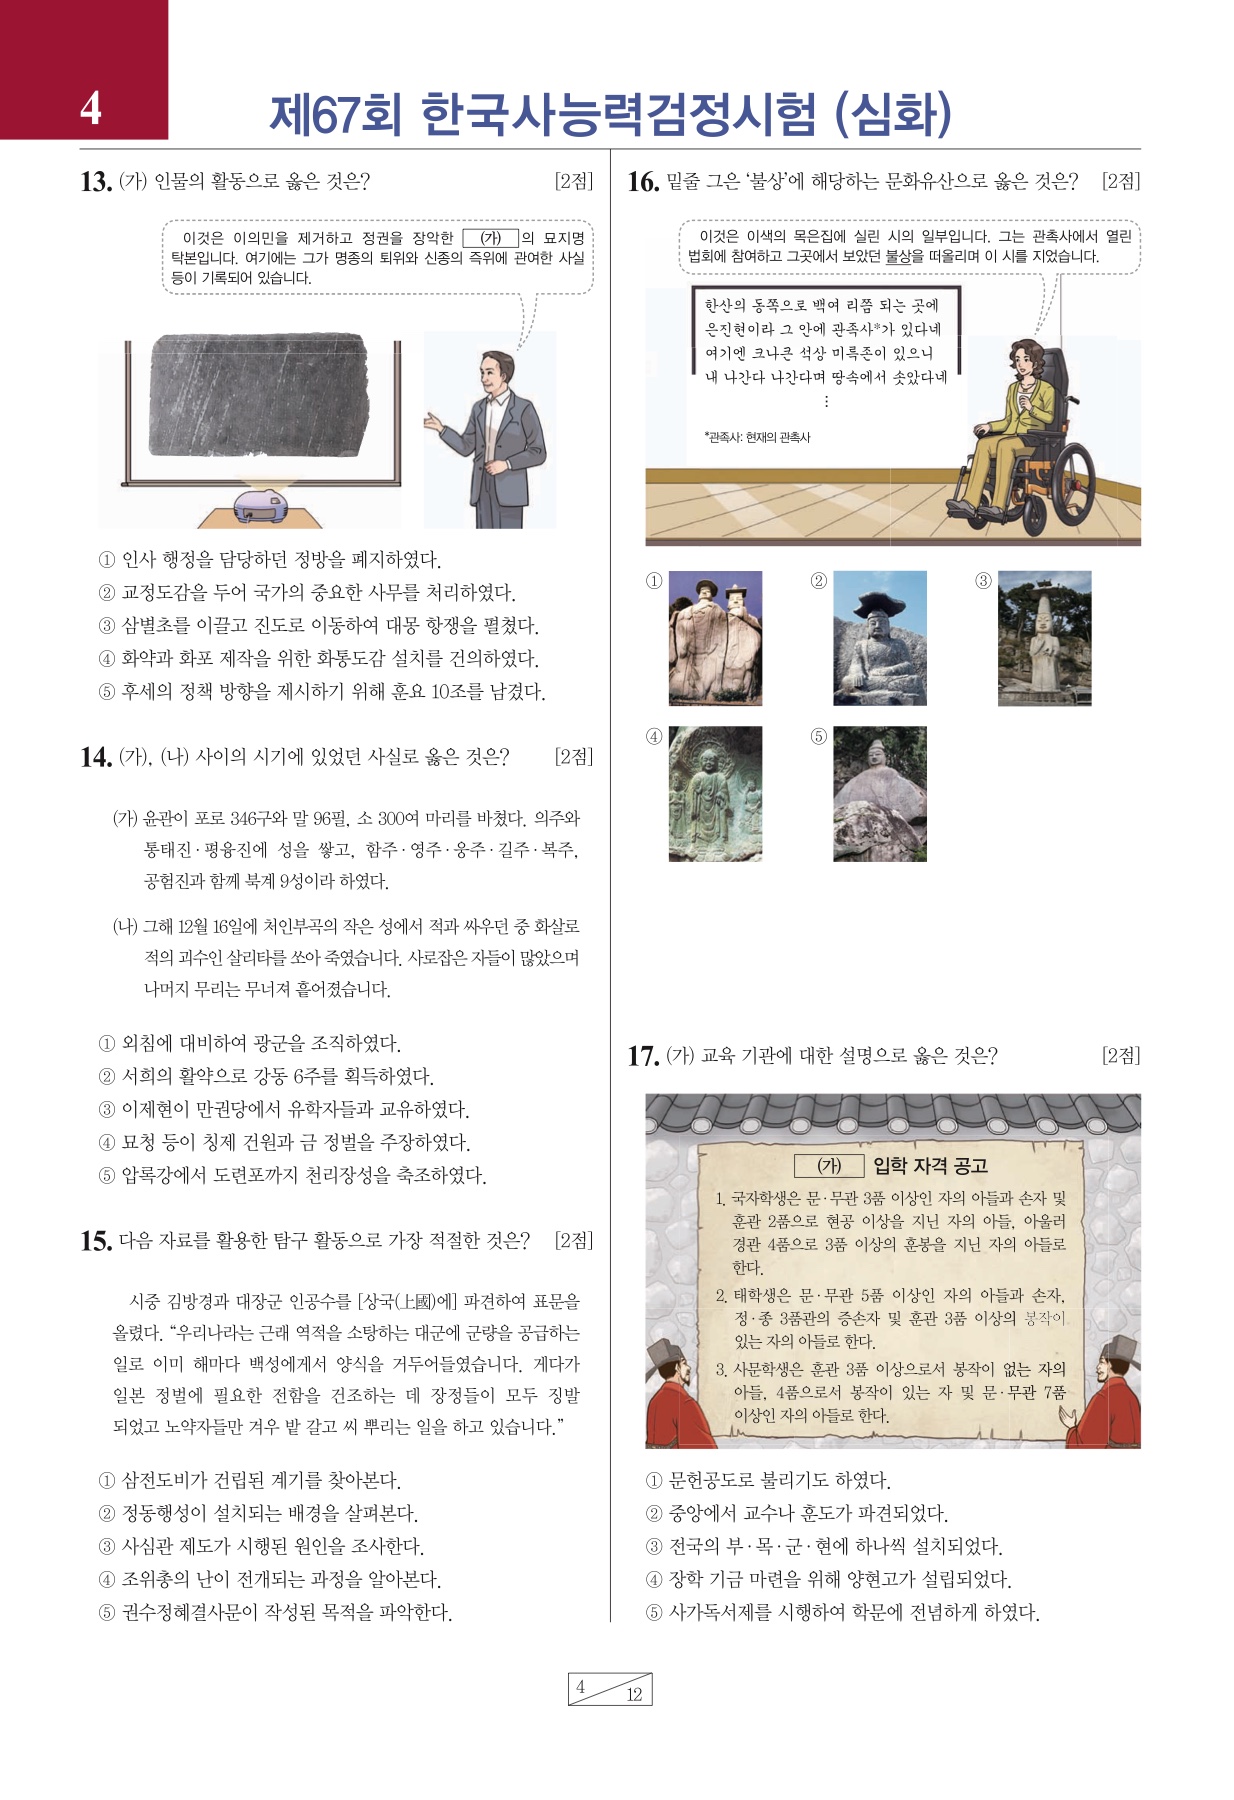 4
제67회 한국사능력검정시험 (심화)
13. (가) 인물의 활동으로 옳은 것은? [2점]
이것은 이의민을 제거하고 정권을 장악한 (가) 의 묘지명
탁본입니다. 여기에는 그가 명종의 퇴위와 신종의 즉위에 관여한 사실
등이 기록되어 있습니다.
① 인사 행정을 담당하던 정방을 폐지하였다.
② 교정도감을 두어 국가의 중요한 사무를 처리하였다.
③ 삼별초를 이끌고 진도로 이동하여 대몽 항쟁을 펼쳤다.
④ 화약과 화포 제작을 위한 화통도감 설치를 건의하였다.
⑤ 후세의 정책 방향을 제시하기 위해 훈요 10조를 남겼다.
14. (가), (나) 사이의 시기에 있었던 사실로 옳은 것은? [2점]
(가) 윤관이 포로 346구와 말 96필, 소 300여 마리를 바쳤다. 의주와
통태진·평융진에 성을 쌓고, 함주·영주·웅주·길주·복주,
공험진과 함께 북계 9성이라 하였다.
(나) 그해 12월 16일에 처인부곡의 작은 성에서 적과 싸우던 중 화살로
적의 괴수인 살리타를 쏘아 죽였습니다. 사로잡은 자들이 많았으며
나머지 무리는 무너져 흩어졌습니다.
① 외침에 대비하여 광군을 조직하였다.
② 서희의 활약으로 강동 6주를 획득하였다.
③ 이제현이 만권당에서 유학자들과 교유하였다.
④ 묘청 등이 칭제 건원과 금 정벌을 주장하였다.
⑤ 압록강에서 도련포까지 천리장성을 축조하였다.
15. 다음 자료를 활용한 탐구 활동으로 가장 적절한 것은? [2점]
시중 김방경과 대장군 인공수를 [상국(上國)에] 파견하여 표문을
올렸다. “우리나라는 근래 역적을 소탕하는 대군에 군량을 공급하는
일로 이미 해마다 백성에게서 양식을 거두어들였습니다. 게다가
일본 정벌에 필요한 전함을 건조하는 데 장정들이 모두 징발
되었고 노약자들만 겨우 밭 갈고 씨 뿌리는 일을 하고 있습니다.”
① 삼전도비가 건립된 계기를 찾아본다.
② 정동행성이 설치되는 배경을 살펴본다.
③ 사심관 제도가 시행된 원인을 조사한다.
④ 조위총의 난이 전개되는 과정을 알아본다.
⑤ 권수정혜결사문이 작성된 목적을 파악한다.
16. 밑줄 그은 ‘불상’에 해당하는 문화유산으로 옳은 것은? [2점]
이것은 이색의 목은집에 실린 시의 일부입니다. 그는 관촉사에서 열린
법회에 참여하고 그곳에서 보았던 불상을 떠올리며 이 시를 지었습니다.
한산의 동쪽으로 백여 리쯤 되는 곳에
은진현이라 그 안에 관족사*가 있다네
여기엔 크나큰 석상 미륵존이 있으니
내 나간다 나간다며 땅속에서 솟았다네
⋮
*관족사: 현재의 관촉사
① ② ③
④ ⑤
17. (가) 교육 기관에 대한 설명으로 옳은 것은? [2점]
(가) 입학 자격 공고
1. 국자학생은 문·무관 3품 이상인 자의 아들과 손자 및
훈관 2품으로 현공 이상을 지닌 자의 아들, 아울러
경관 4품으로 3품 이상의 훈봉을 지닌 자의 아들로
한다.
2. 태학생은 문·무관 5품 이상인 자의 아들과 손자,
정·종 3품관의 증손자 및 훈관 3품 이상의 봉작이
있는 자의 아들로 한다.
3. 사문학생은 훈관 3품 이상으로서 봉작이 없는 자의
아들, 4품으로서 봉작이 있는 자 및 문·무관 7품
이상인 자의 아들로 한다.
① 문헌공도로 불리기도 하였다.
② 중앙에서 교수나 훈도가 파견되었다.
③ 전국의 부·목·군·현에 하나씩 설치되었다.
④ 장학 기금 마련을 위해 양현고가 설립되었다.
⑤ 사가독서제를 시행하여 학문에 전념하게 하였다.
4
12